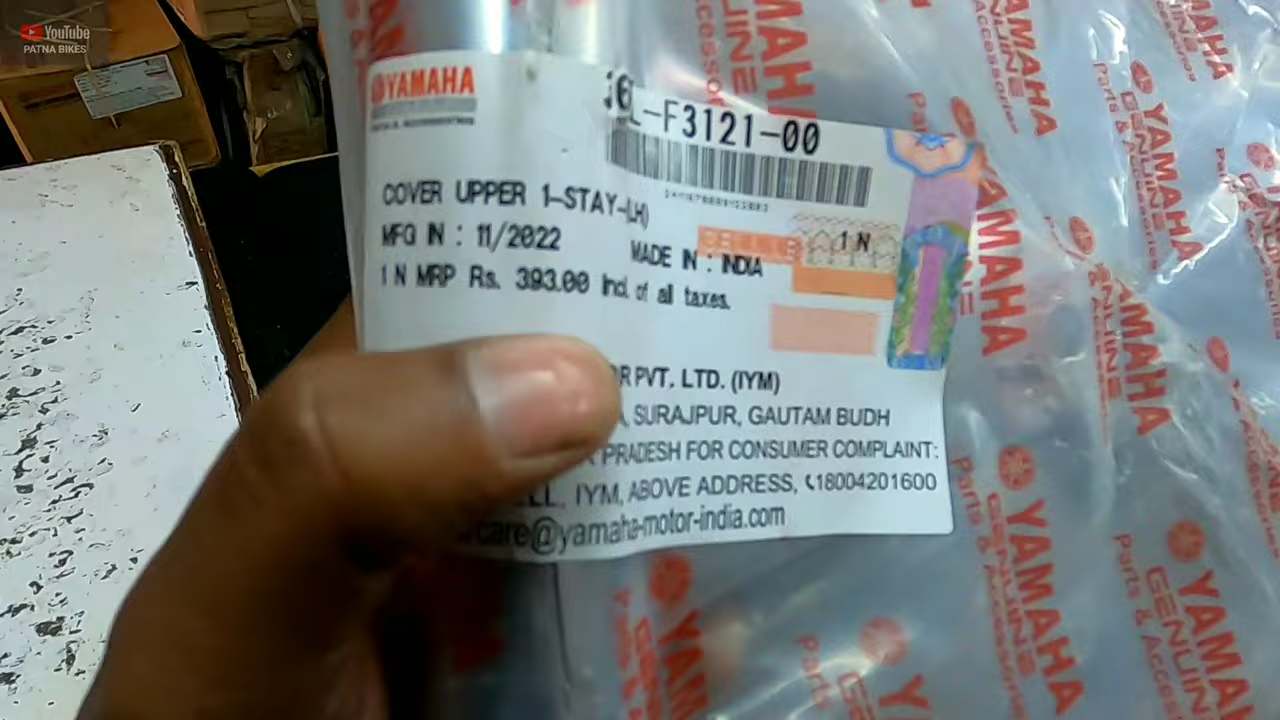 YouTube
PATNA BIKES
YAMAHA
36L-F3121-00
COVER UPPER 1-STAY-(LH)
MFG IN : 11/2022
MADE IN : INDIA
1 N
1 N MRP Rs. 393.00 Incl. of all taxes.
PVT. LTD. (IYM)
SURAJPUR, GAUTAM BUDH
PRADESH FOR CONSUMER COMPLAINT:
IYM, ABOVE ADDRESS, 18004201600
care@yamaha-motor-india.com
YAMAHA
GENUINE
Parts & Accessories